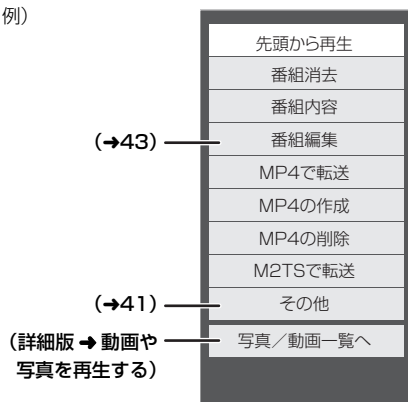 例）
先頭から再生
番組消去
番組内容
（➔43） 番組編集
MP4で転送
MP4の作成
MP4の削除
M2TSで転送
（➔41） その他
（詳細版 ➔ 動画や 写真／動画一覧へ
写真を再生する）